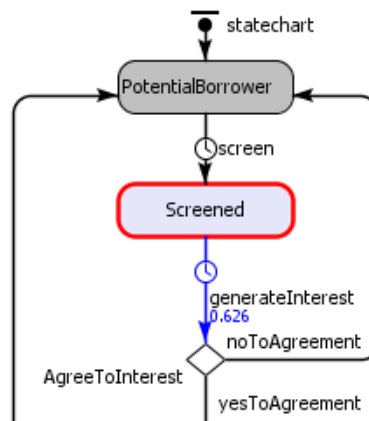 statechart
PotentialBorrower
screen
Screened
generateInterest
0.626
noToAgreement
AgreeToInterest
yesToAgreement